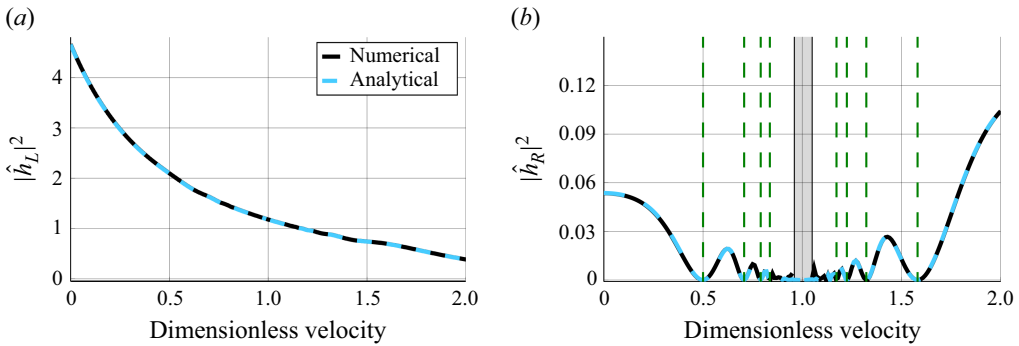 (a)
|ĥ_L|^2
4
3
2
1
0
Numerical
Analytical
0
0.5
1.0
1.5
2.0
Dimensionless velocity
(b)
|ĥ_R|^2
0.12
0.09
0.06
0.03
0
0
0.5
1.0
1.5
2.0
Dimensionless velocity